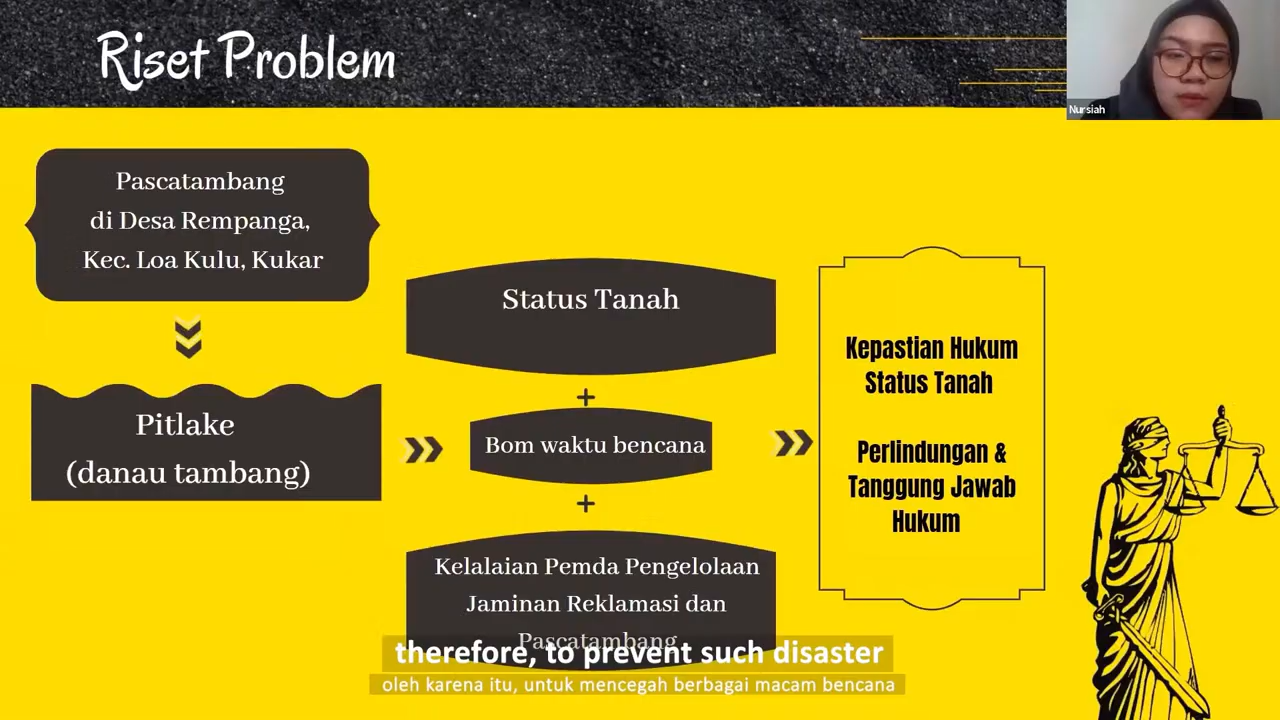 Riset Problem
Nursiah
Pascatambang
di Desa Rempanga,
Kec. Loa Kulu, Kukar
Pitlake
(danau tambang)
Status Tanah
+
Bom waktu bencana
+
Kelalaian Pemda Pengelolaan
Jaminan Reklamasi dan
Pascatambang
Kepastian Hukum
Status Tanah
Perlindungan &
Tanggung Jawab
Hukum
therefore, to prevent such disaster
oleh karena itu, untuk mencegah berbagai macam bencana